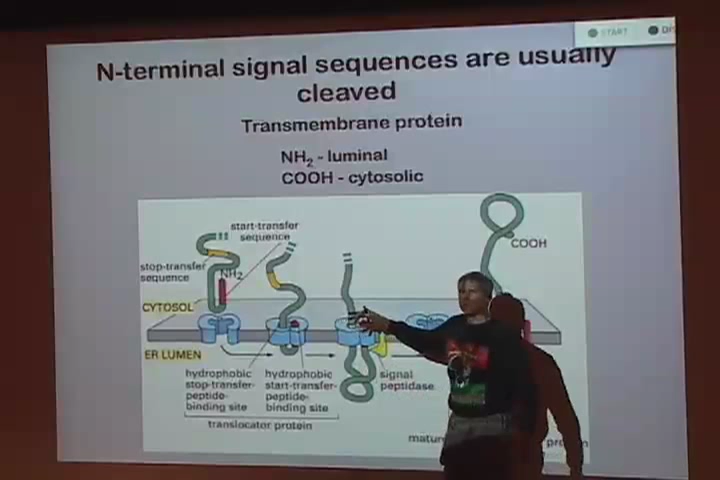 START
N-terminal signal sequences are usually
cleaved
Transmembrane protein
NH2 - luminal
COOH - cytosolic
start-transfer
sequence
stop-transfer
sequence
NH2
COOH
CYTOSOL
ER LUMEN
hydrophobic
stop-transfer-
peptide-
binding site
hydrophobic
start-transfer-
peptide-
binding site
signal
peptidase
translocator protein